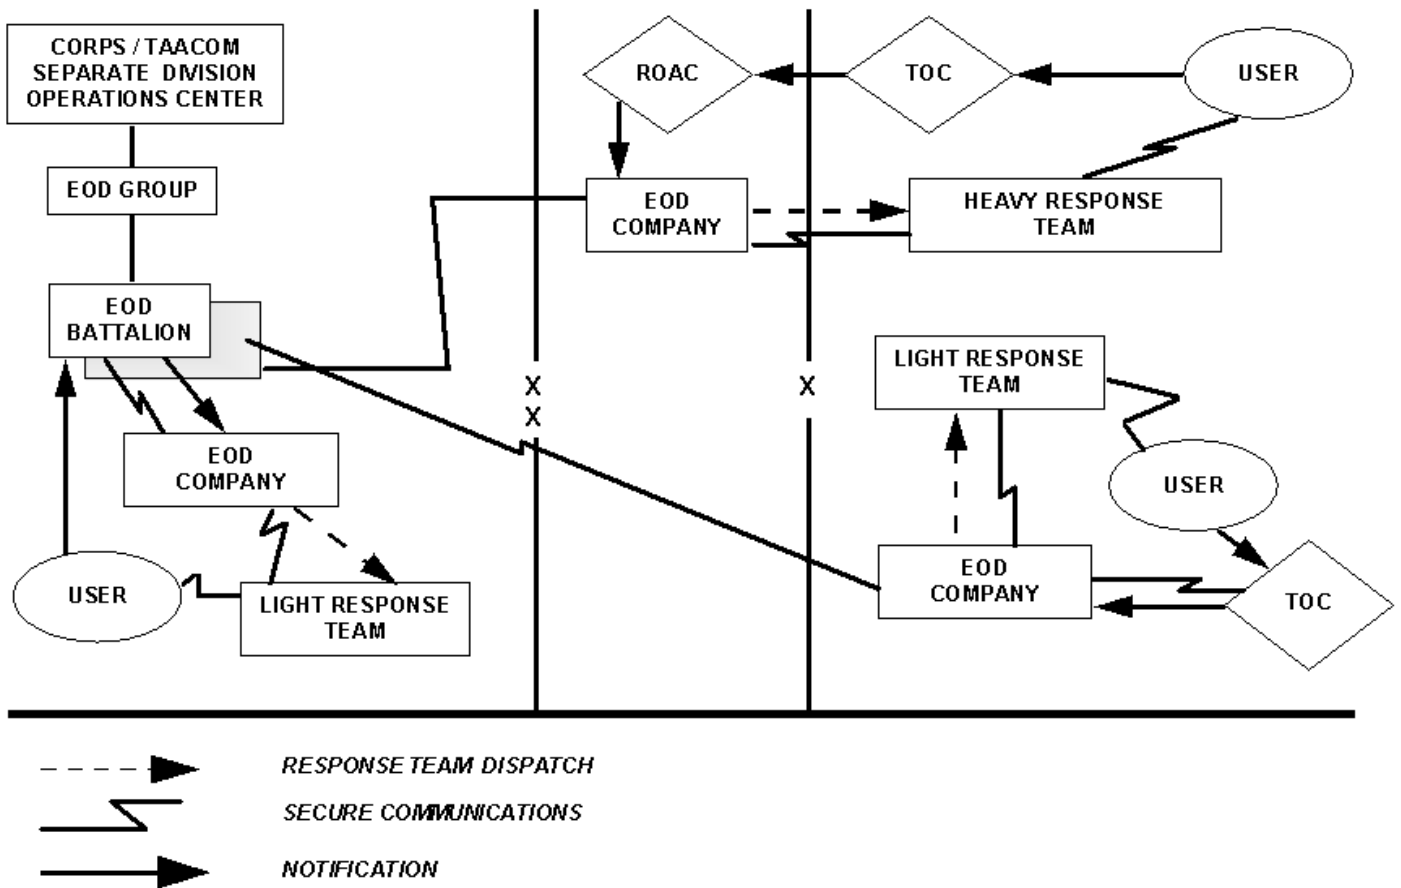 CORPS / TAACOM
SEPARATE DIVISION
OPERATIONS CENTER
EOD GROUP
EOD
BATTALION
EOD
COMPANY
USER
LIGHT RESPONSE
TEAM
X
X
X
ROAC
TOC
USER
EOD
COMPANY
HEAVY RESPONSE
TEAM
LIGHT RESPONSE
TEAM
USER
EOD
COMPANY
TOC
RESPONSE TEAM DISPATCH
SECURE COMMUNICATIONS
NOTIFICATION